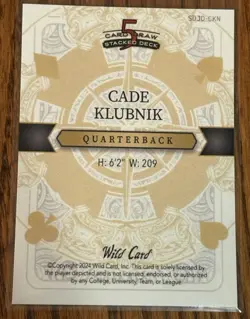 5
CARD DRAW
STACKED DECK
CADE
KLUBNIK
QUARTERBACK
H: 6'2" W: 209
Wild Card
©Copyright 2024 Wild Card, Inc. This card is solely licensed by
the player depicted and is not licensed, endorsed, or authorized
by any College, University, Team, or League.